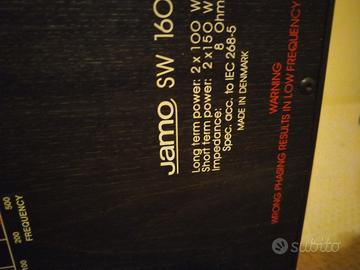 Jamo SW 160
Long term power: 2 x 100 W
Short term power: 2 x 150 W
Impedance: 8 Ohm
Spec. acc. to IEC 268-5
MADE IN DENMARK
WARNING
WRONG PHASING RESULTS IN LOW FREQUENCY
100 200 500
FREQUENCY
subito